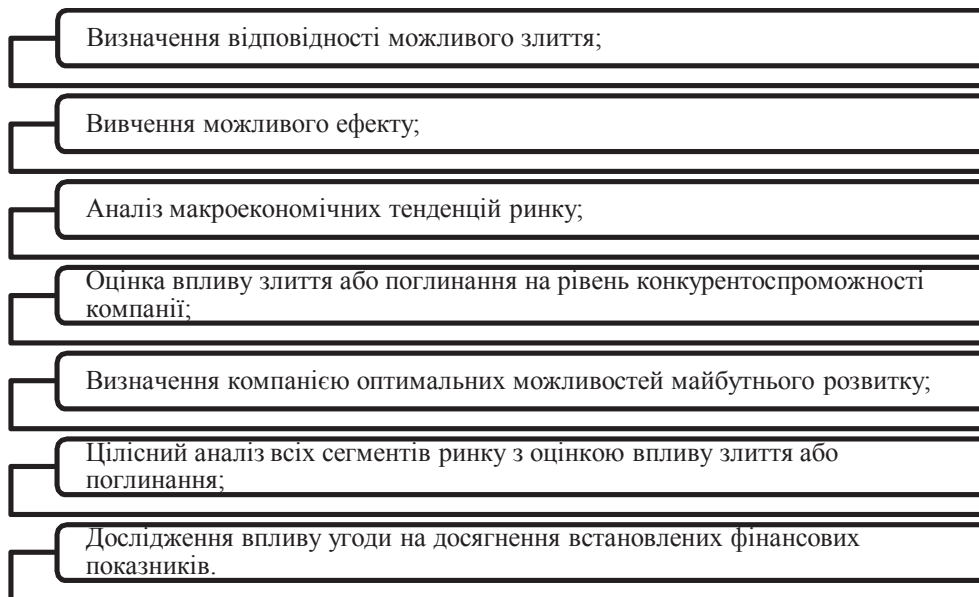 Визначення відповідності можливого злиття;
Вивчення можливого ефекту;
Аналіз макроекономічних тенденцій ринку;
Оцінка впливу злиття або поглинання на рівень конкурентоспроможності
компанії;
Визначення компанією оптимальних можливостей майбутнього розвитку;
Цілісний аналіз всіх сегментів ринку з оцінкою впливу злиття або
поглинання;
Дослідження впливу угоди на досягнення встановлених фінансових
показників.